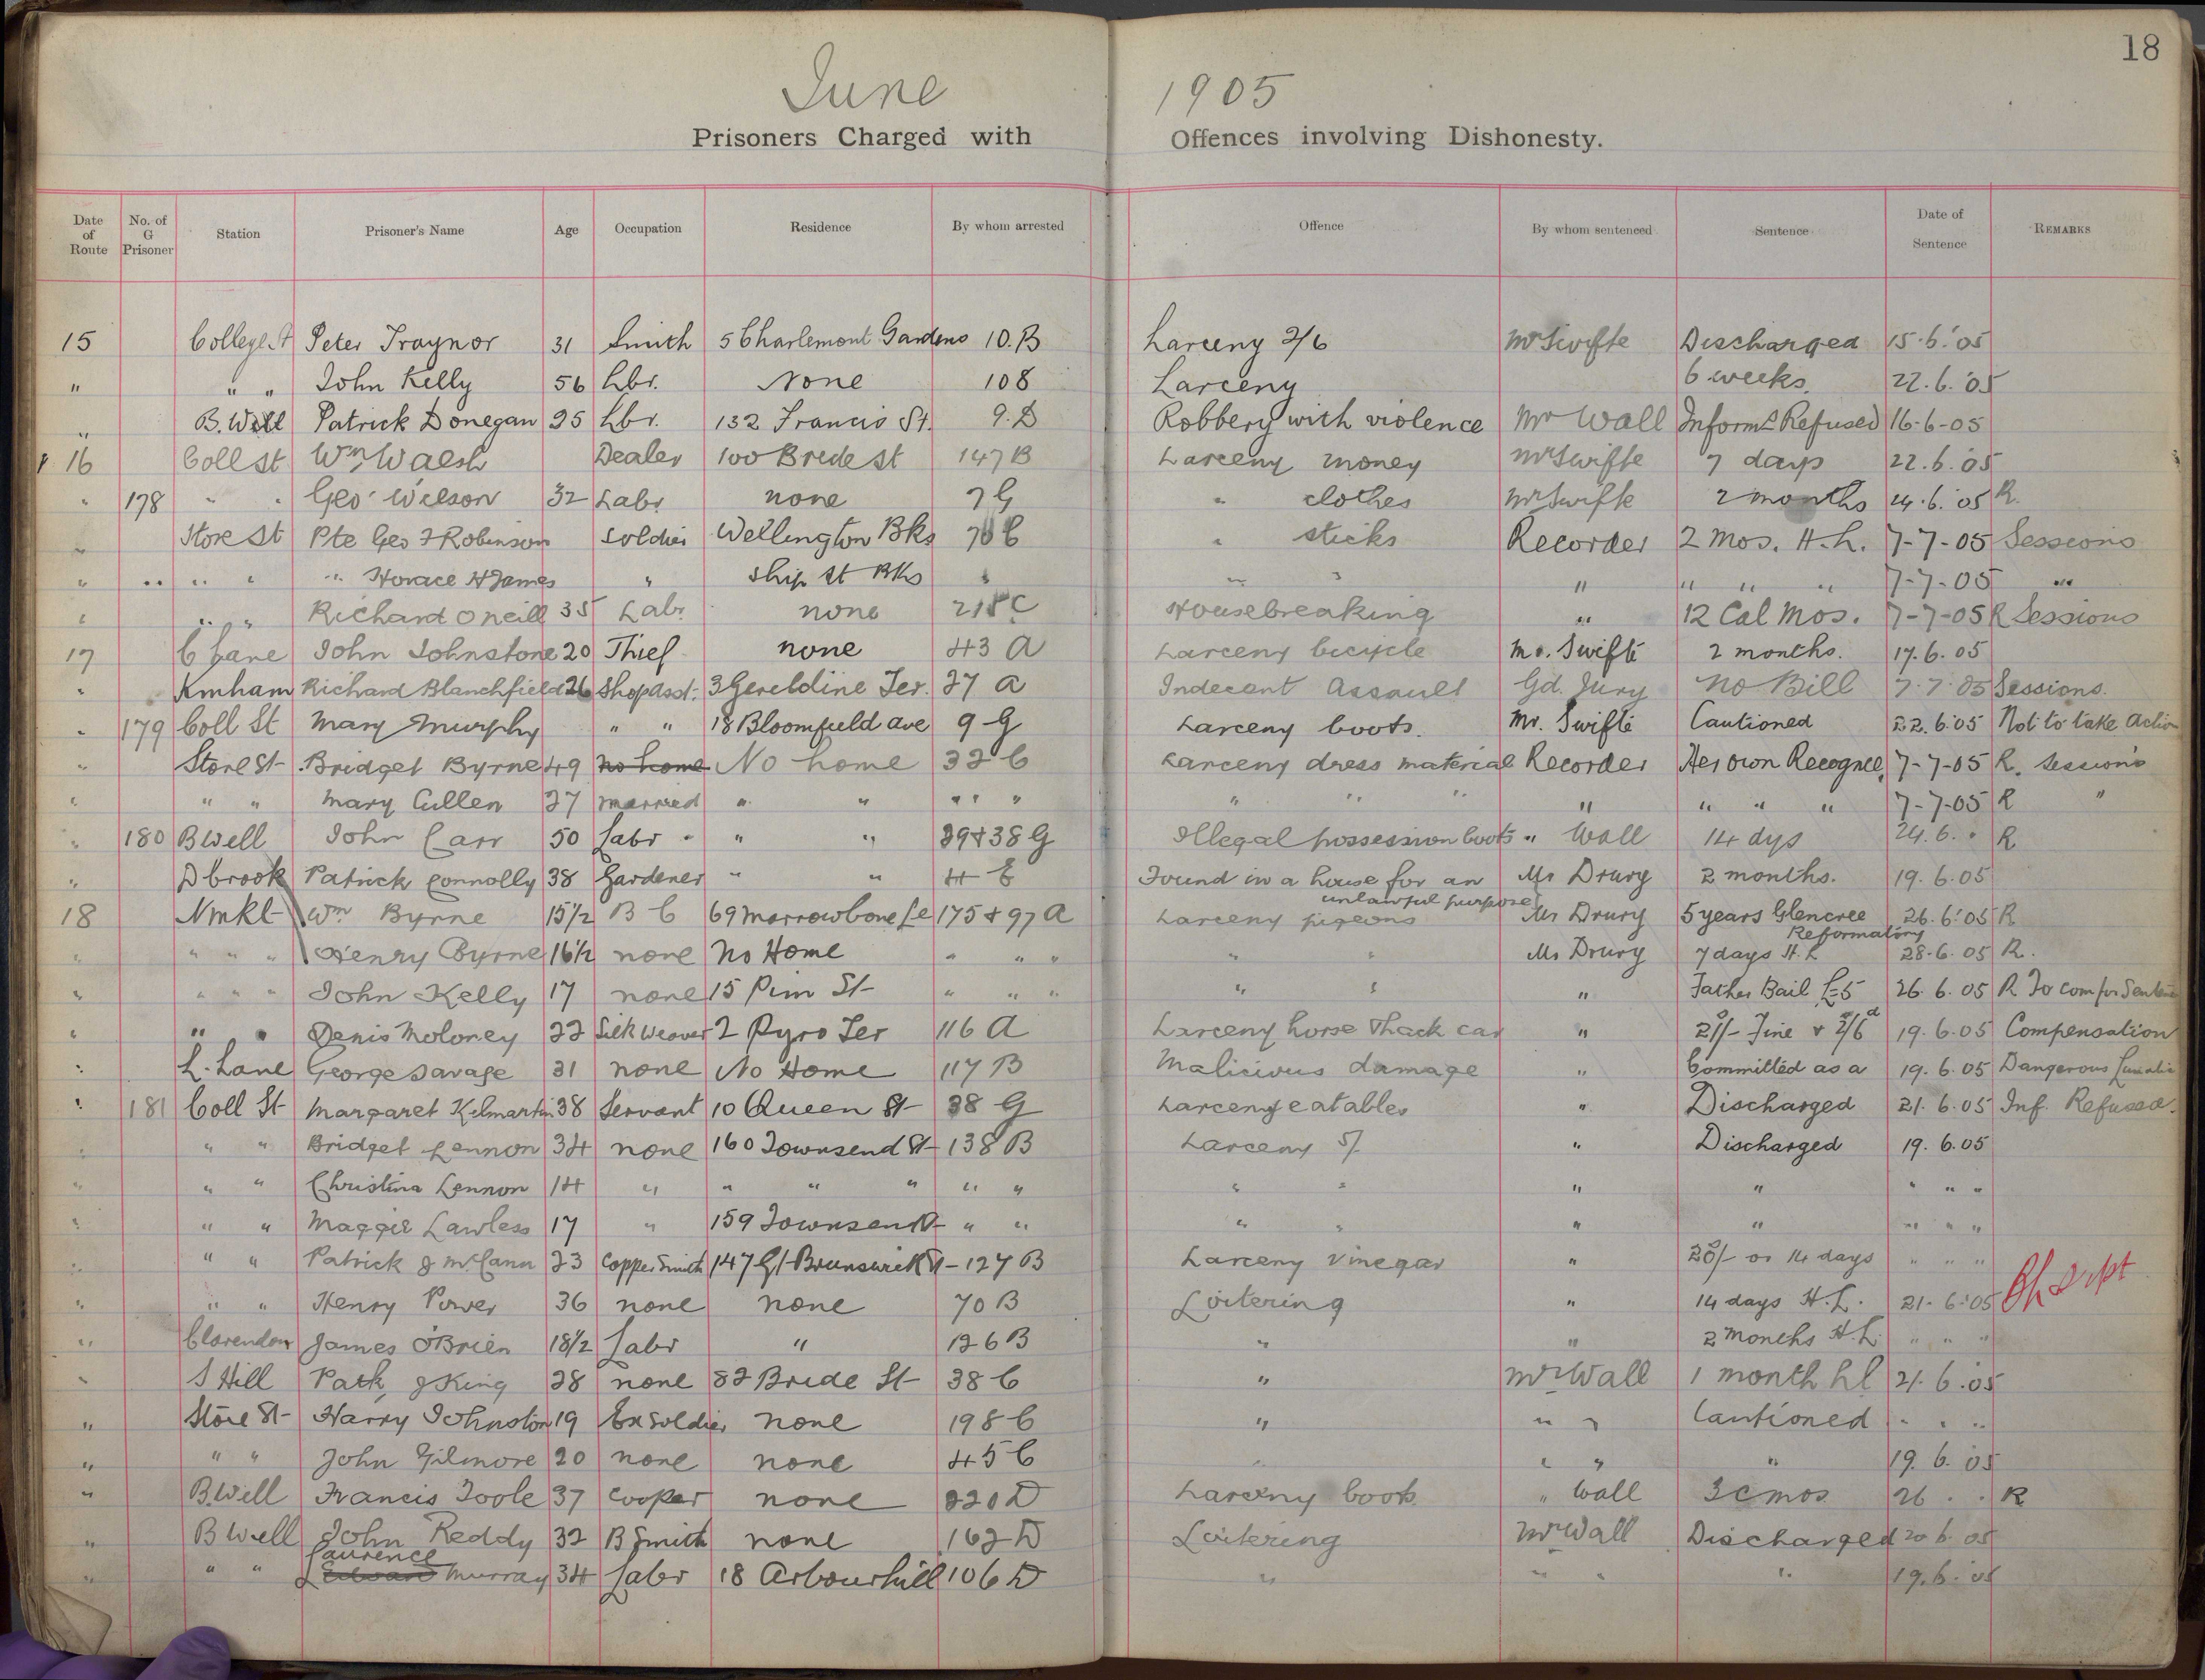 18
June 1905
Prisoners Charged with Offences involving Dishonesty.
Date of Route | No. of G Prisoner | Station | Prisoner's Name | Age | Occupation | Residence | By whom arrested | Offence | By whom sentenced | Sentence | Date of Sentence | REMARKS
15 College St Peter Traynor 31 Smith 5 Charlemont Gardens 10.B Larceny 2/6 Mr Swifte Discharged 15.6.'05
" " " John Kelly 56 Lbr. None 108 Larceny 6 weeks 22.6.'05
" B. Well Patrick Donegan 25 Lbr. 132 Francis St. 9.D Robbery with violence Mr Wall Informs Refused 16-6-05
16 Coll St Wm Walsh Dealer 100 Bride St 147 B Larceny money Mr Swifte 7 days 22.6.05
" 178 " " Geo Wilson 32 Labr none 7 G " clothes Mr Swifte 2 months 24.6.'05 R.
" Store St Pte Geo F Robinson Soldier Wellington Bks C " sticks Recorder 2 Mos. H.L. 7-7-05 Sessions
" " " " " Horace H James " Ship St Bks " " " " " " " 7-7-05 "
" " " Richard O'neill 35 Labr. none 218 C Housebreaking " 12 Cal Mos. 7-7-05 R Sessions
17 C Lane John Johnstone 20 Thief none 43 A Larceny bicycle Mr. Swifte 2 months. 17.6.05
" Kmham Richard Blanchfield 26 Shop Asst. 3 Gereldine Ter. 27 A Indecent Assault Gd. Jury No Bill 7.7.05 Sessions.
" 179 Coll St Mary Murphy " " 18 Bloomfield Ave 9 G Larceny boots. Mr. Swifte Cautioned 22.6.05 Not to take Action
" Store St Bridget Byrne 49 no home No home 32 C Larceny dress material Recorder Her own Recognce, 7-7-05 R. Sessions
" " " Mary Cullen 27 married " " " " " " " " " " " " 7-7-05 R "
" 180 B Well John Carr 50 Labr " " " 29 & 38 G Illegal possession boots " Wall 14 dys 24.6. " R
" D brook Patrick Connolly 38 Gardener " " 4 E Found in a house for an Mr Drury 2 months. 19.6.05
unlawful purpose
18 Nmkt Wm Byrne 15½ B C 69 Marrowbone Le 175 & 97 A Larceny pigeons Mr Drury 5 years Glencree 26.6.05 R
Reformatory
" " " " Henry Byrne 16½ none No Home " " " " " Mr Drury 7 days H.L 28.6.05 R.
" " " " John Kelly 17 none 15 Pim St " " " " " " Father Bail £5 26.6.05 R To com for Sentence
" " " Denis Moloney 22 Silk Weaver 2 Pyro Ter 116 A Larceny horse & hack car " 21/- Fine & 2/6d 19.6.05 Compensation
" L. Lane George Savage 31 none No Home 117 B Malicious damage " Committed as a 19.6.05 Dangerous Lunatic
" 181 Coll St Margaret Kilmartin 38 Servant 10 Queen St 38 G Larceny eatables " Discharged 21.6.05 Inf. Refused.
" " " Bridget Lennon 34 none 160 Townsend St 138 B Larceny 5/- " Discharged 19.6.05
" " " Christina Lennon 14 " " " " " " " " " " " " "
" " " Maggie Lawless 17 " 159 Townsend St " " " " " " " " "
" " " Patrick J McCann 23 Copper Smith 147 Gt Brunswick St 127 B Larceny vinegar " 20/- or 14 days " " "
" " " Henry Power 36 none none 70 B Loitering " 14 days H.L. 21.6.05
" Clarendon James O'Brien 18½ Labr " 126 B " " 2 Months H.L. " " "
" S Hill Patk J King 28 none 82 Bride St 38 C " Mr Wall 1 month hl 21.6.05
" Store St Harry Johnston 19 Ex Soldier none 198 C " " " Cautioned " " "
" " " John Gilmore 20 none none 45 C " " " " 19.6.05
" B. Well Francis Toole 37 Cooper none 220 D Larceny boots " Wall 3 c mos 26 . . R
" B Well John Reddy 32 B Smith none 162 D Loitering Mr Wall Discharged 20.6.05
Laurence
" " " Edward Murray 34 Labr 18 Arbourhill 106 D " " " " 19.6.05